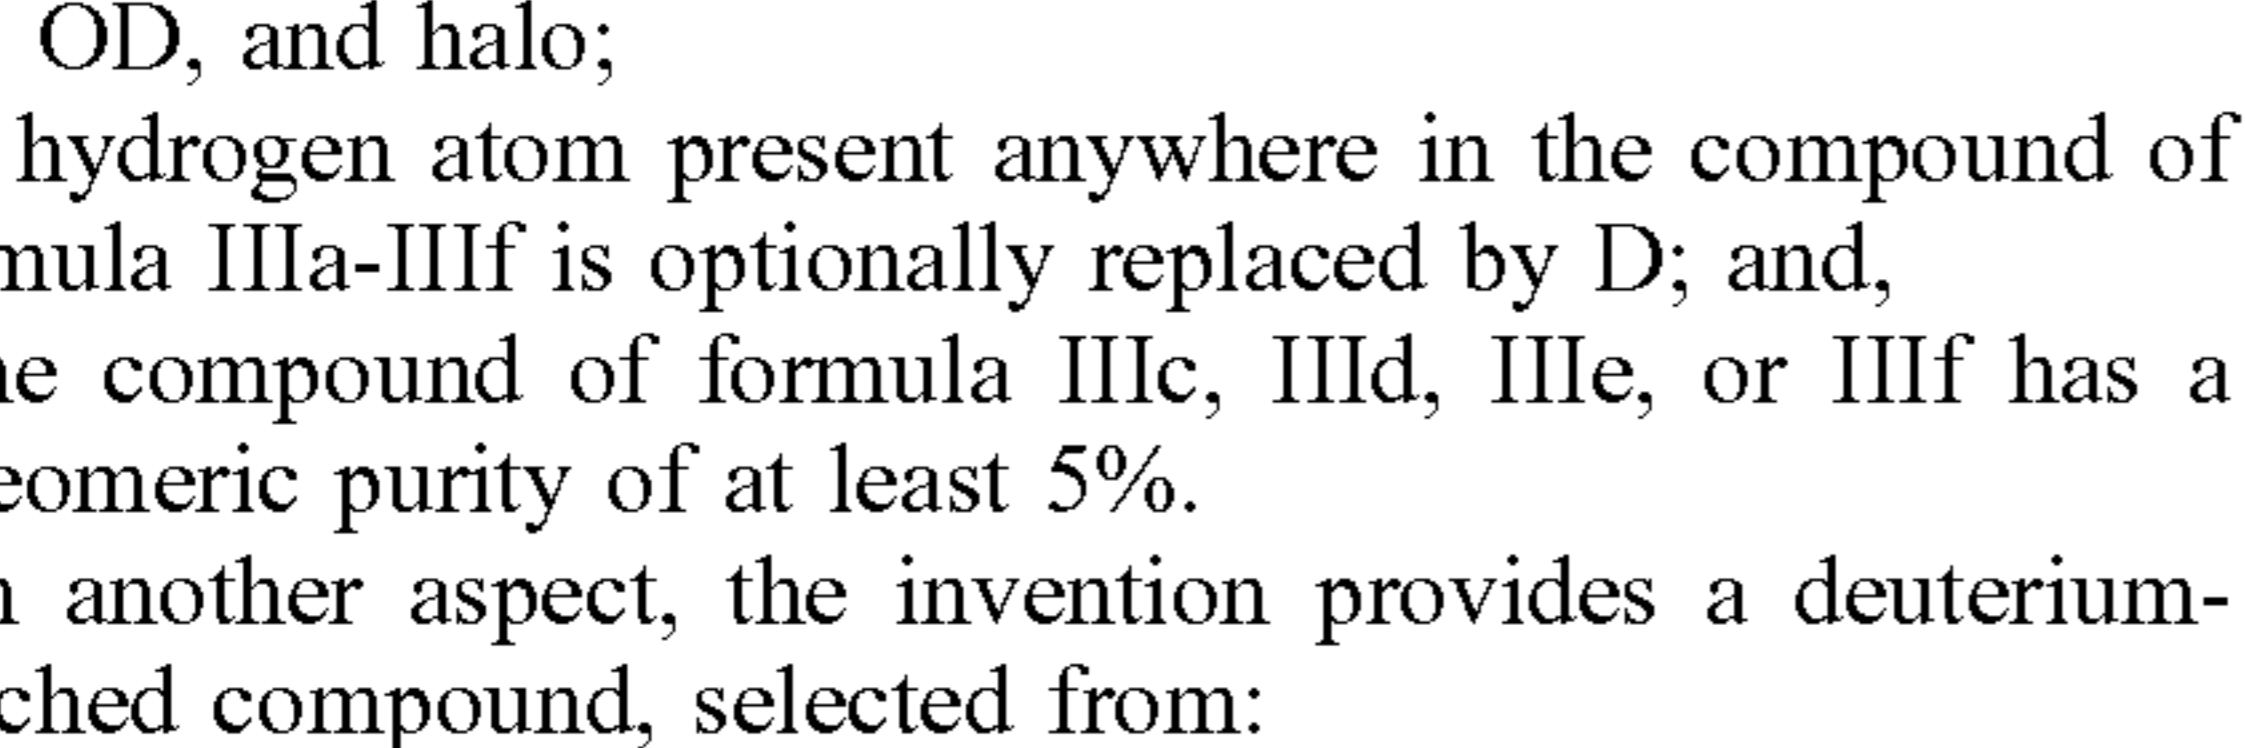 OD, and halo;
hydrogen atom present anywhere in the compound of
mula IIIa-IIIf is optionally replaced by D; and,
compound of formula IIIc, IIId, IIIe, or IIIf has a
eomeric purity of at least 5%.
another aspect, the invention provides a deuterium-
ched compound, selected from: